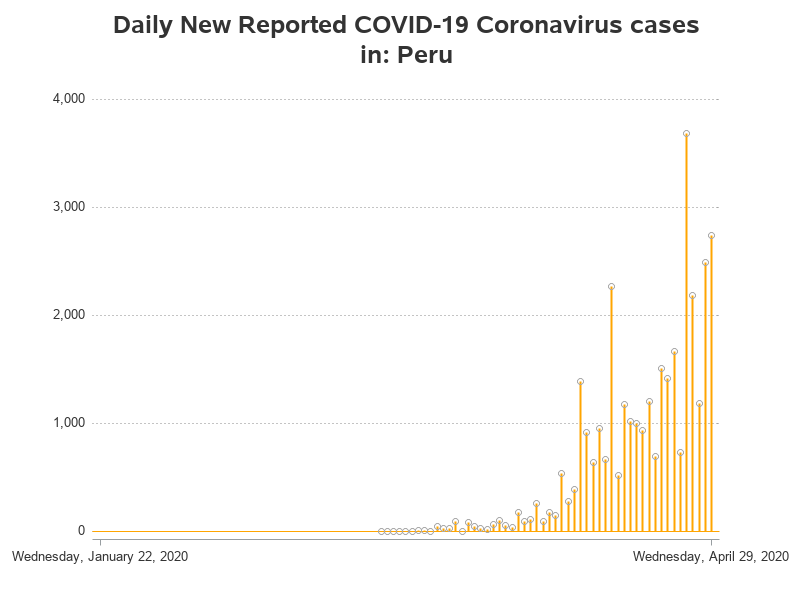 Daily New Reported COVID-19 Coronavirus cases
in: Peru
4,000
3,000
2,000
1,000
0
Wednesday, January 22, 2020
Wednesday, April 29, 2020